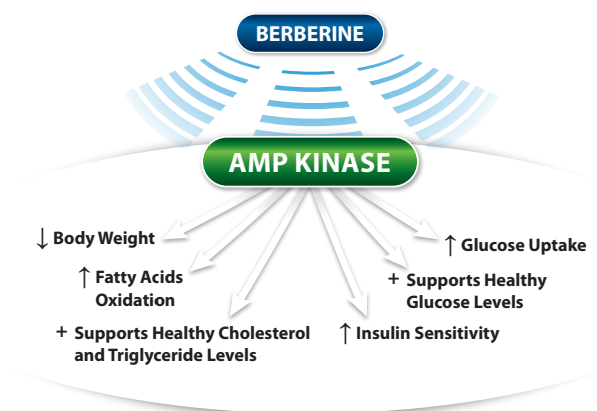 BERBERINE
AMP KINASE
↓ Body Weight
↑ Glucose Uptake
↑ Fatty Acids
Oxidation
+ Supports Healthy
Glucose Levels
+ Supports Healthy Cholesterol
and Triglyceride Levels
↑ Insulin Sensitivity